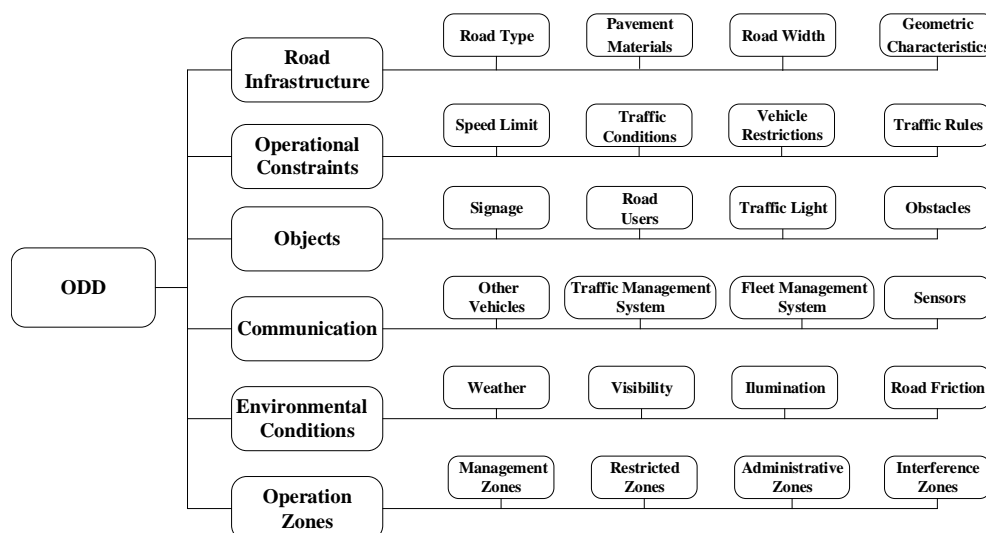 ODD
Road
Infrastructure
Road Type
Pavement
Materials
Road Width
Geometric
Characteristics
Operational
Constraints
Speed Limit
Traffic
Conditions
Vehicle
Restrictions
Traffic Rules
Objects
Signage
Road
Users
Traffic Light
Obstacles
Communication
Other
Vehicles
Traffic Management
System
Fleet Management
System
Sensors
Environmental
Conditions
Weather
Visibility
Ilumination
Road Friction
Operation
Zones
Management
Zones
Restricted
Zones
Administrative
Zones
Interference
Zones